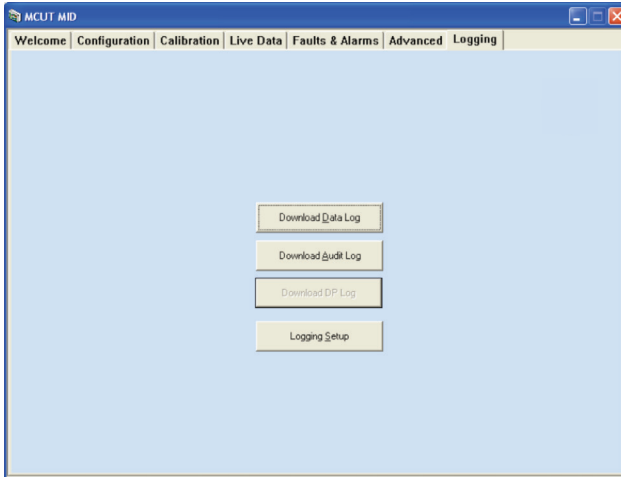 MCUT MID
Welcome Configuration Calibration Live Data Faults & Alarms Advanced Logging
Download Data Log
Download Audit Log
Download DP Log
Logging Setup